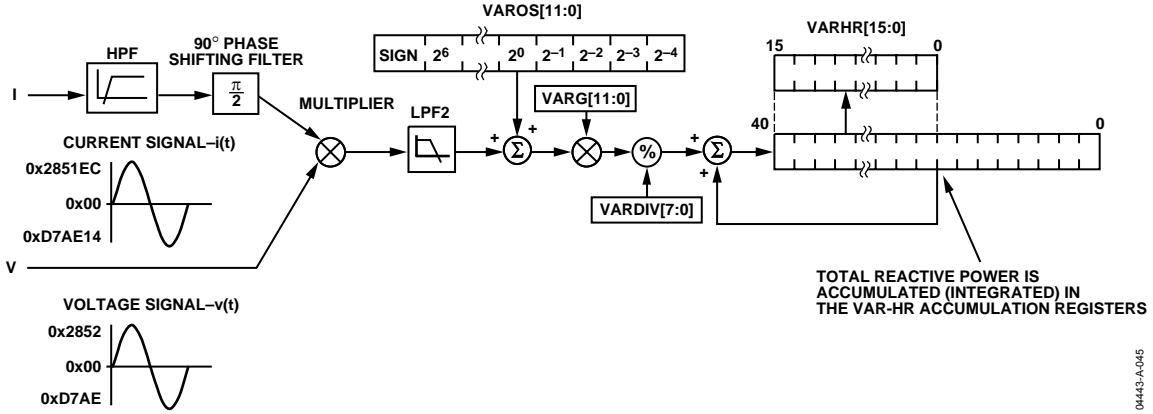 VAROS[11:0]
SIGN 2^6 2^0 2^–1 2^–2 2^–3 2^–4
VARHR[15:0]
15 0
HPF
90° PHASE
SHIFTING FILTER
I
π
2
MULTIPLIER
LPF2
VARG[11:0]
40 0
+ +
Σ
%
+
Σ
+
VARDIV[7:0]
CURRENT SIGNAL–i(t)
0x2851EC
0x00
0xD7AE14
V
VOLTAGE SIGNAL–v(t)
0x2852
0x00
0xD7AE
TOTAL REACTIVE POWER IS
ACCUMULATED (INTEGRATED) IN
THE VAR-HR ACCUMULATION REGISTERS
04443-A-045